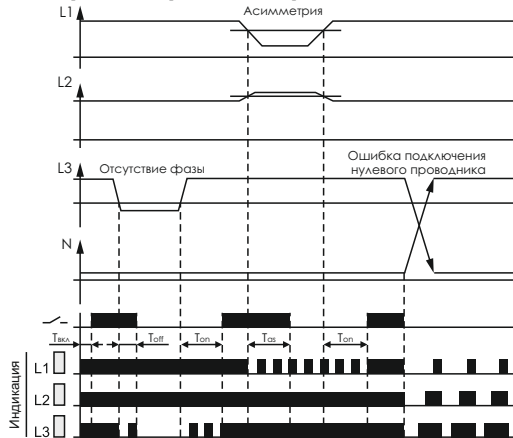 L1
Асимметрия
L2
L3
Отсутствие фазы
Ошибка подключения
нулевого проводника
N
Tвкл
Toff
Ton
Tas
Ton
Индикация
L1
L2
L3